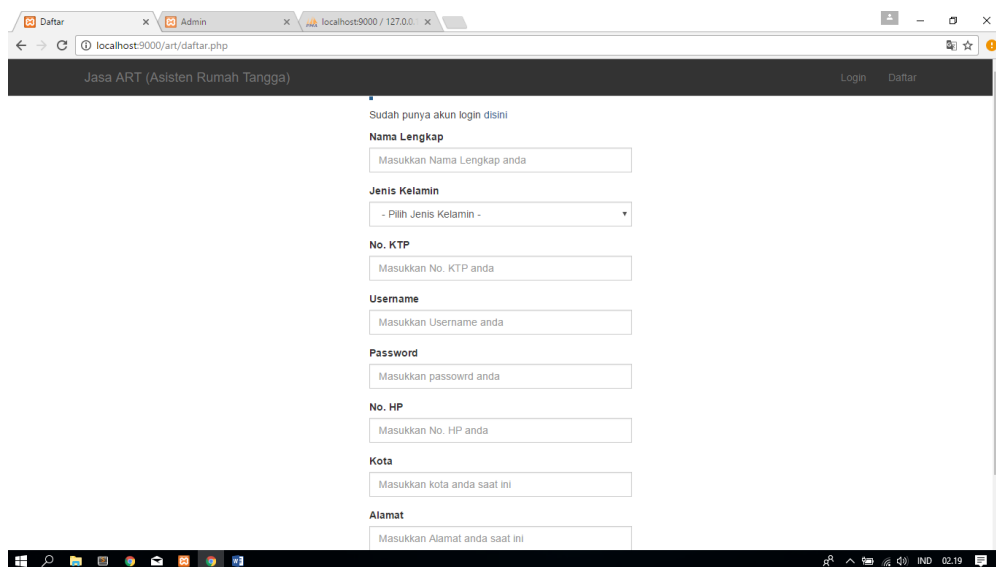 Daftar
Admin
localhost:9000 / 127.0.0.
localhost:9000/art/daftar.php
Jasa ART (Asisten Rumah Tangga)
Login Daftar
Sudah punya akun login disini
Nama Lengkap
Masukkan Nama Lengkap anda
Jenis Kelamin
- Pilih Jenis Kelamin -
No. KTP
Masukkan No. KTP anda
Username
Masukkan Username anda
Password
Masukkan passowrd anda
No. HP
Masukkan No. HP anda
Kota
Masukkan kota anda saat ini
Alamat
Masukkan Alamat anda saat ini
IND 02.19